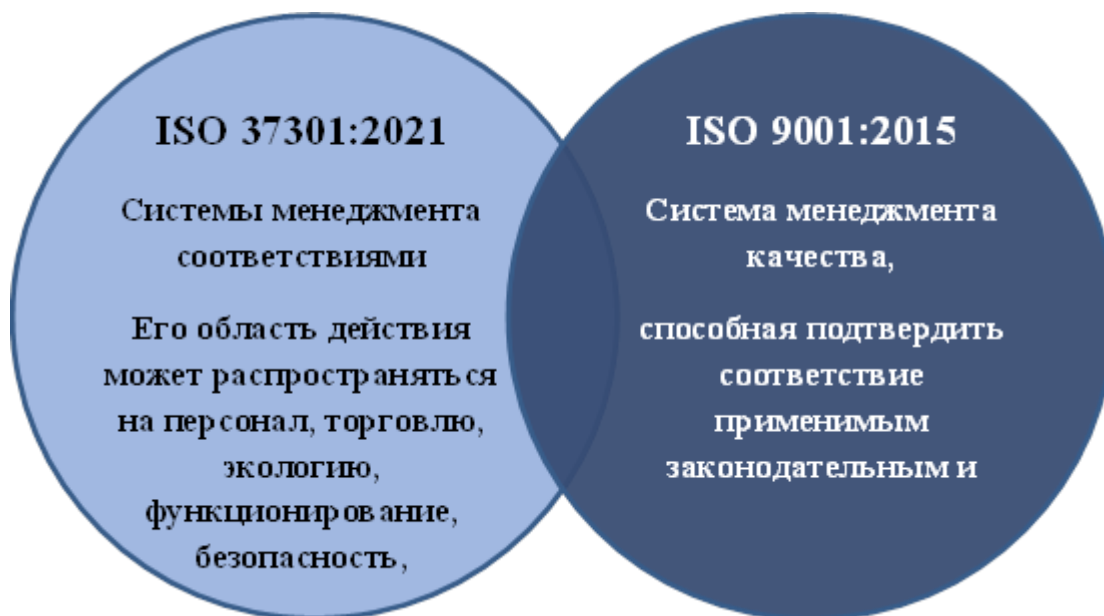 ISO 37301:2021
Системы менеджмента
соответствиями
Его область действия
может распространяться
на персонал, торговлю,
экологию,
функционирование,
безопасность,
ISO 9001:2015
Система менеджмента
качества,
способная подтвердить
соответствие
применимым
законодательным и